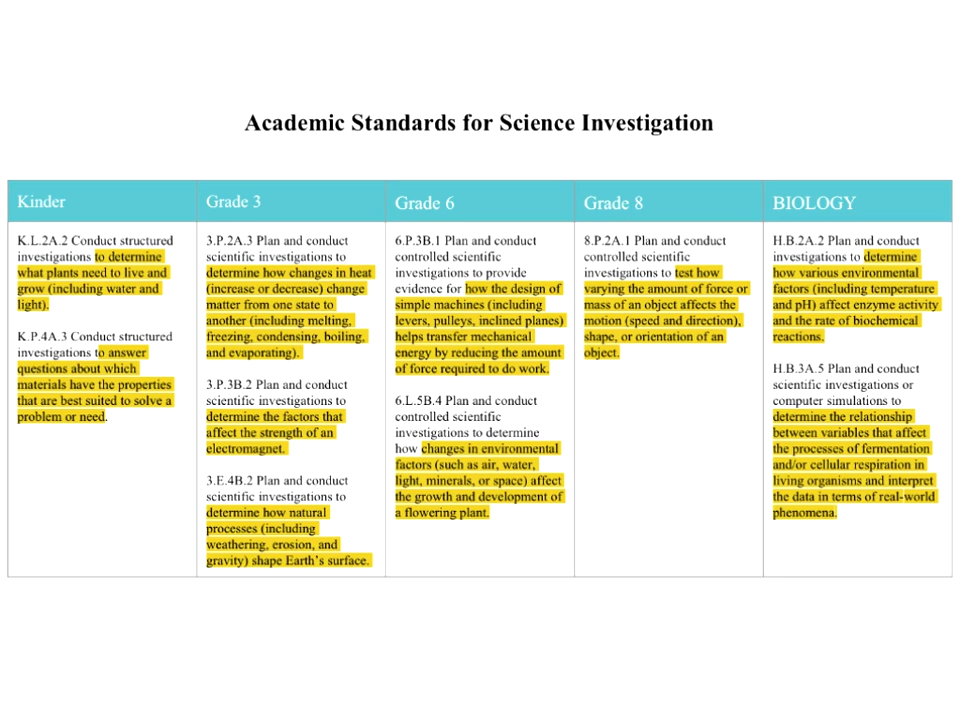 Academic Standards for Science Investigation
Kinder
K.L.2A.2 Conduct structured
investigations to determine
what plants need to live and
grow (including water and
light).
K.P.4A.3 Conduct structured
investigations to answer
questions about which
materials have the properties
that are best suited to solve a
problem or need.
Grade 3
3.P.2A.3 Plan and conduct
scientific investigations to
determine how changes in heat
(increase or decrease) change
matter from one state to
another (including melting,
freezing, condensing, boiling,
and evaporating).
3.P.3B.2 Plan and conduct
scientific investigations to
determine the factors that
affect the strength of an
electromagnet.
3.E.4B.2 Plan and conduct
scientific investigations to
determine how natural
processes (including
weathering, erosion, and
gravity) shape Earth's surface.
Grade 6
6.P.3B.1 Plan and conduct
controlled scientific
investigations to provide
evidence for how the design of
simple machines (including
levers, pulleys, inclined planes)
helps transfer mechanical
energy by reducing the amount
of force required to do work.
6.L.5B.4 Plan and conduct
controlled scientific
investigations to determine
how changes in environmental
factors (such as air, water,
light, minerals, or space) affect
the growth and development of
a flowering plant.
Grade 8
8.P.2A.1 Plan and conduct
controlled scientific
investigations to test how
varying the amount of force or
mass of an object affects the
motion (speed and direction),
shape, or orientation of an
object.
BIOLOGY
H.B.2A.2 Plan and conduct
investigations to determine
how various environmental
factors (including temperature
and pH) affect enzyme activity
and the rate of biochemical
reactions.
H.B.3A.5 Plan and conduct
scientific investigations or
computer simulations to
determine the relationship
between variables that affect
the processes of fermentation
and/or cellular respiration in
living organisms and interpret
the data in terms of real-world
phenomena.